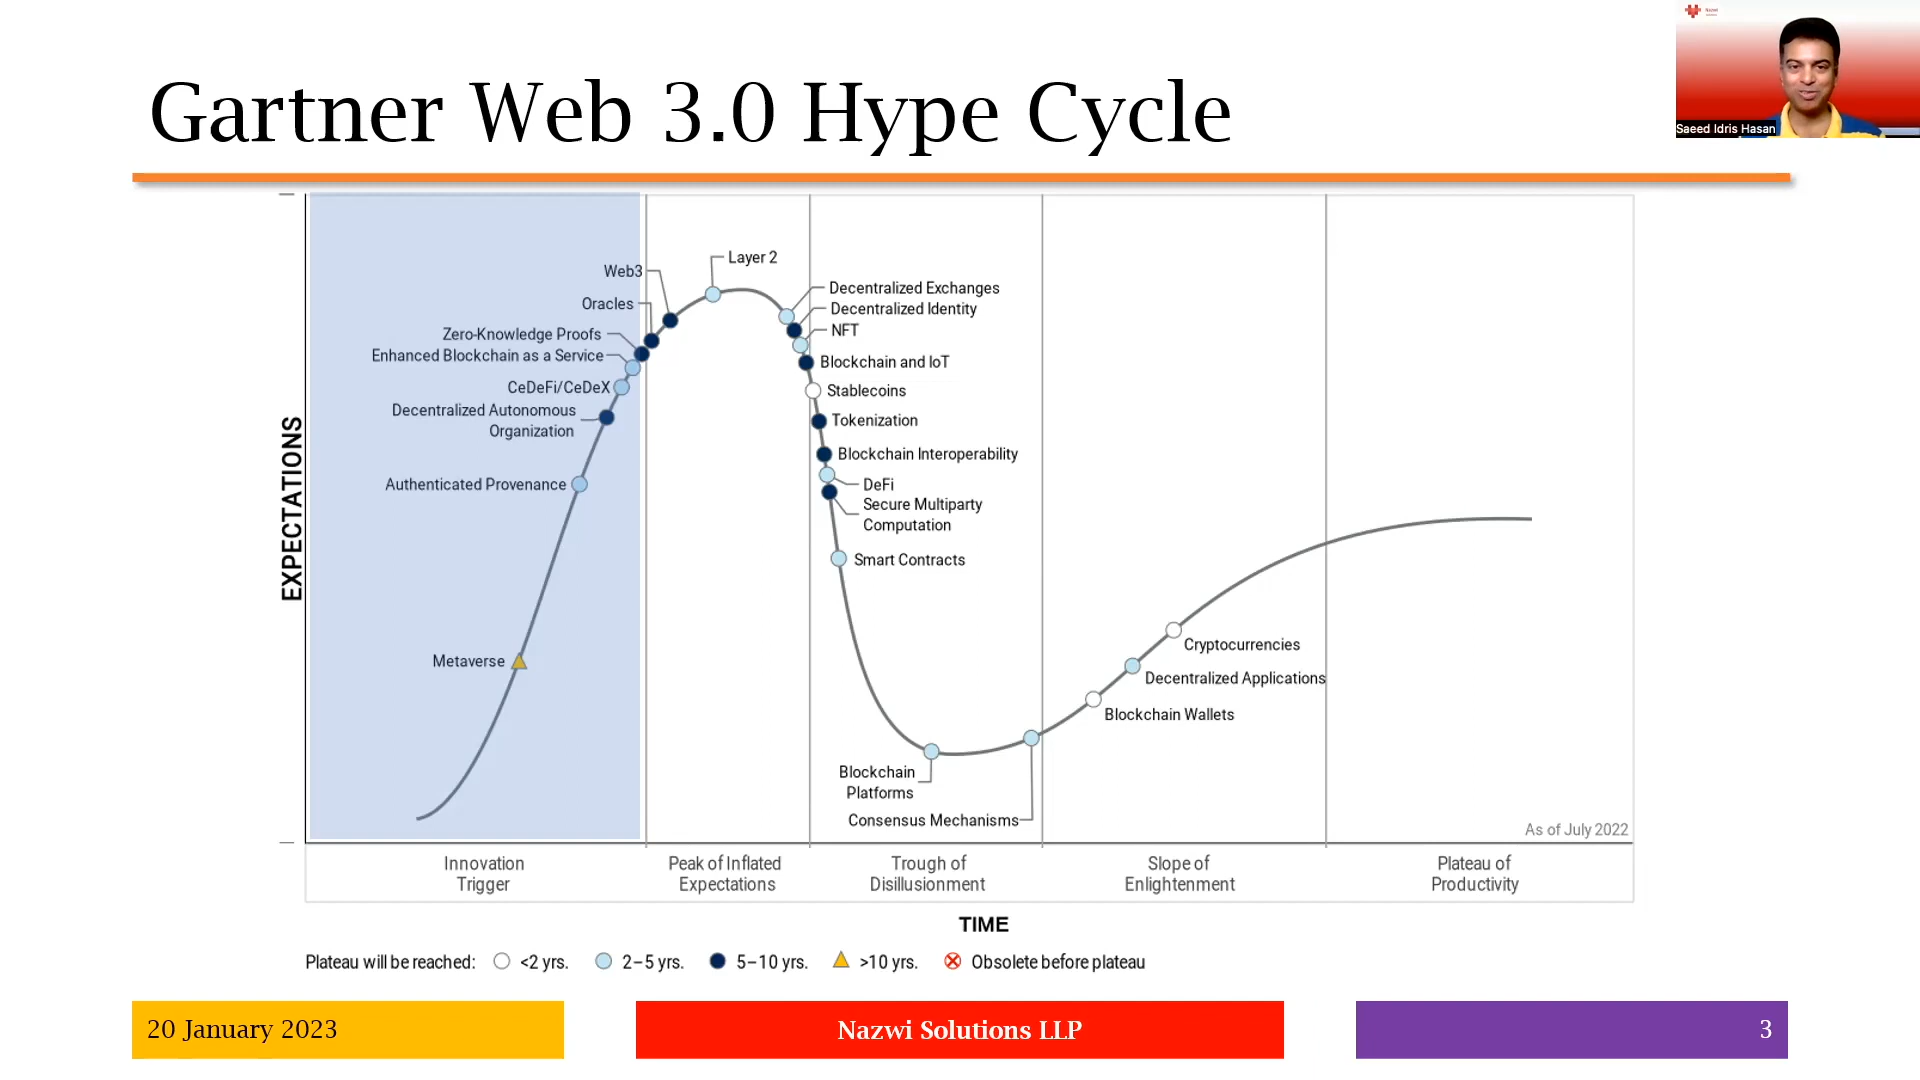 Gartner Web 3.0 Hype Cycle
Saeed Idris Hasan
EXPECTATIONS
Web3
Layer 2
Oracles
Zero-Knowledge Proofs
Enhanced Blockchain as a Service
CeDeFi/CeDeX
Decentralized Autonomous
Organization
Authenticated Provenance
Metaverse
Decentralized Exchanges
Decentralized Identity
NFT
Blockchain and IoT
Stablecoins
Tokenization
Blockchain Interoperability
DeFi
Secure Multiparty
Computation
Smart Contracts
Blockchain
Platforms
Consensus Mechanisms
Cryptocurrencies
Decentralized Applications
Blockchain Wallets
As of July 2022
Innovation
Trigger
Peak of Inflated
Expectations
Trough of
Disillusionment
Slope of
Enlightenment
Plateau of
Productivity
TIME
Plateau will be reached: <2 yrs. 2–5 yrs. 5–10 yrs. >10 yrs. Obsolete before plateau
20 January 2023
Nazwi Solutions LLP
3